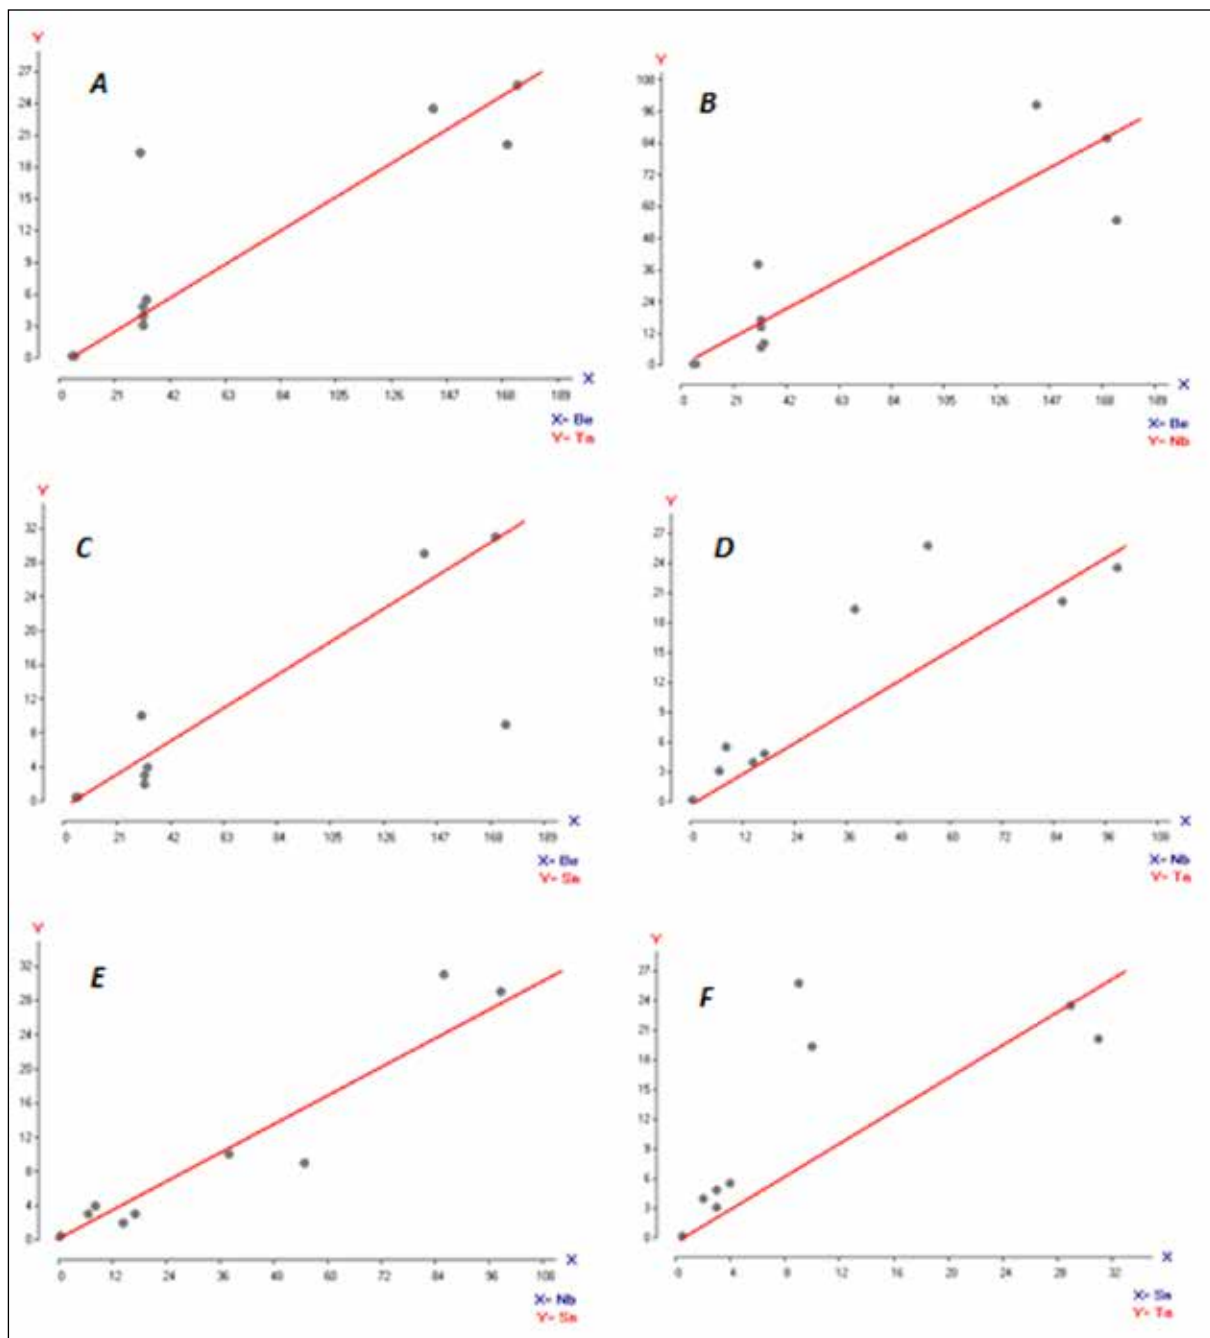 Y
A
27
24
21
18
15
12
9
6
3
0
0 21 42 63 84 105 126 147 168 189 X
X- Be
Y- Ta
Y
B
108
96
84
72
60
48
36
24
12
0
0 21 42 63 84 105 126 147 168 189 X
X- Be
Y- Nb
Y
C
32
28
24
20
16
12
8
4
0
0 21 42 63 84 105 126 147 168 189 X
X- Be
Y- Sn
Y
D
27
24
21
18
15
12
9
6
3
0
0 12 24 36 48 60 72 84 96 108 X
X- Nb
Y- Ta
Y
E
32
28
24
20
16
12
8
4
0
0 12 24 36 48 60 72 84 96 108 X
X- Nb
Y- Sn
Y
F
27
24
21
18
15
12
9
6
3
0
0 4 8 12 16 20 24 28 32 X
X- Sn
Y- Ta